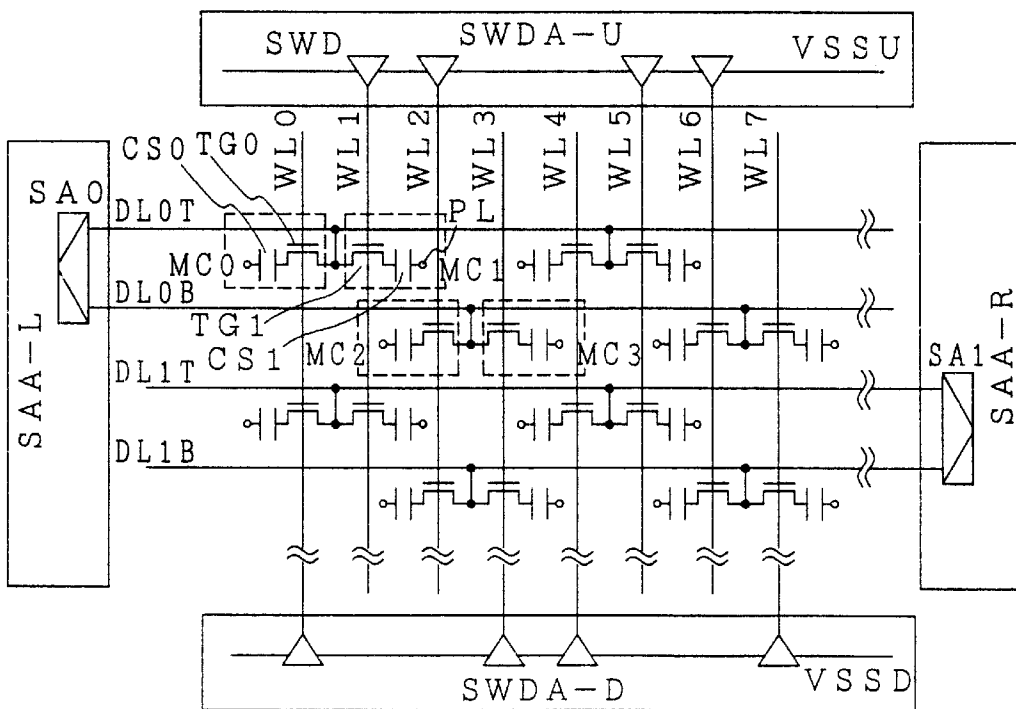 SWD
SWDA-U
VSSU
WL0
WL1
WL2
WL3
WL4
WL5
WL6
WL7
CS0
TG0
SA0
DL0T
PL
MC0
MC1
DL0B
TG1
CS1
MC2
MC3
SA1
DL1T
DL1B
SAA-L
SAA-R
SWDA-D
VSSD